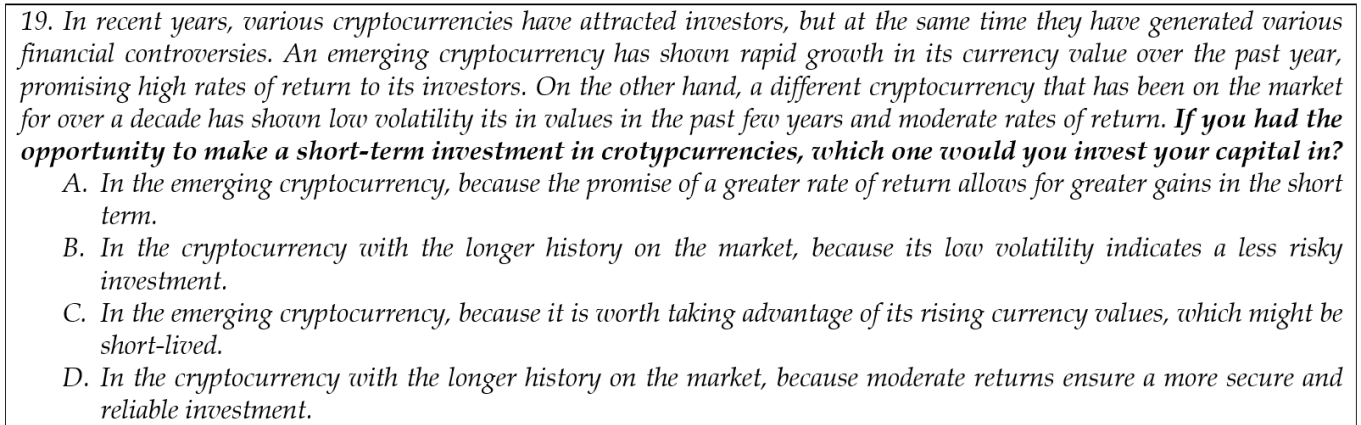 19. In recent years, various cryptocurrencies have attracted investors, but at the same time they have generated various
financial controversies. An emerging cryptocurrency has shown rapid growth in its currency value over the past year,
promising high rates of return to its investors. On the other hand, a different cryptocurrency that has been on the market
for over a decade has shown low volatility its in values in the past few years and moderate rates of return. If you had the
opportunity to make a short-term investment in crotypcurrencies, which one would you invest your capital in?
A. In the emerging cryptocurrency, because the promise of a greater rate of return allows for greater gains in the short
term.
B. In the cryptocurrency with the longer history on the market, because its low volatility indicates a less risky
investment.
C. In the emerging cryptocurrency, because it is worth taking advantage of its rising currency values, which might be
short-lived.
D. In the cryptocurrency with the longer history on the market, because moderate returns ensure a more secure and
reliable investment.